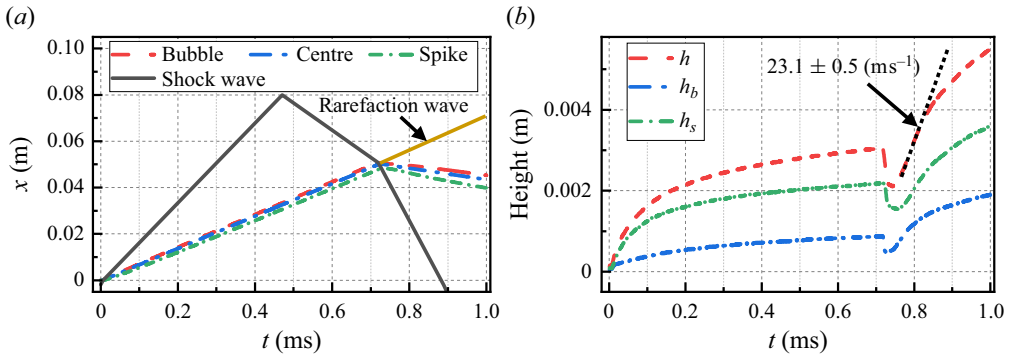 (a)
0.10
0.08
0.06
0.04
0.02
0
x (m)
Bubble Centre Spike
Shock wave
Rarefaction wave
0 0.2 0.4 0.6 0.8 1.0
t (ms)
(b)
0.004
0.002
0
Height (m)
h
h_b
h_s
23.1 ± 0.5 (ms⁻¹)
0 0.2 0.4 0.6 0.8 1.0
t (ms)